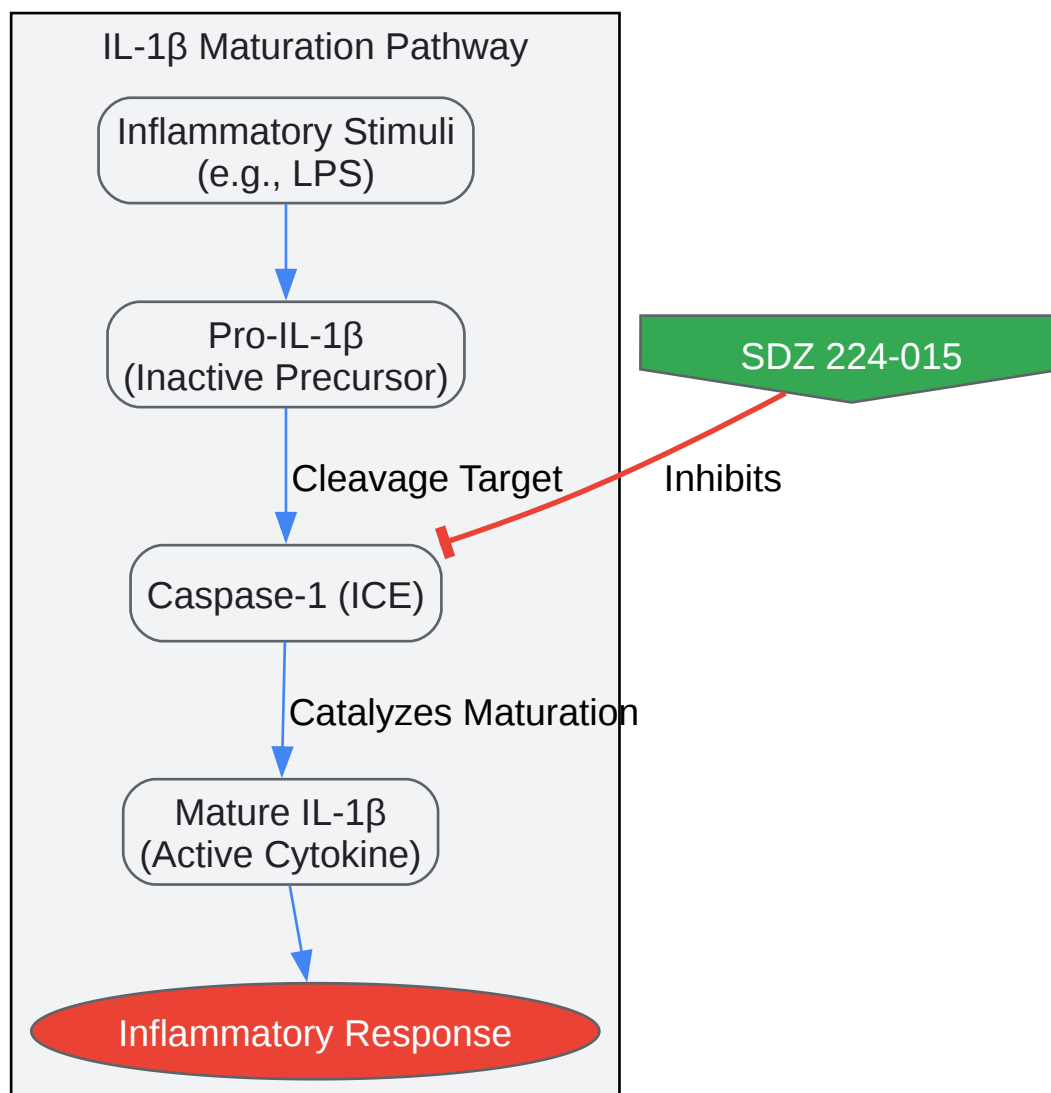 IL-1β Maturation Pathway
Inflammatory Stimuli
(e.g., LPS)
Pro-IL-1β
(Inactive Precursor)
SDZ 224-015
Cleavage Target
Inhibits
Caspase-1 (ICE)
Catalyzes Maturation
Mature IL-1β
(Active Cytokine)
Inflammatory Response